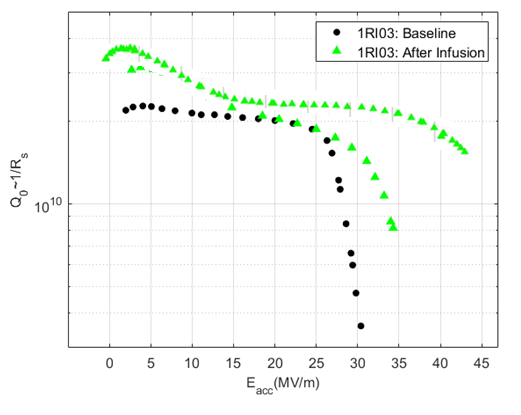 1RI03: Baseline
1RI03: After Infusion
Q0~1/Rs
10^10
0 5 10 15 20 25 30 35 40 45
Eacc(MV/m)